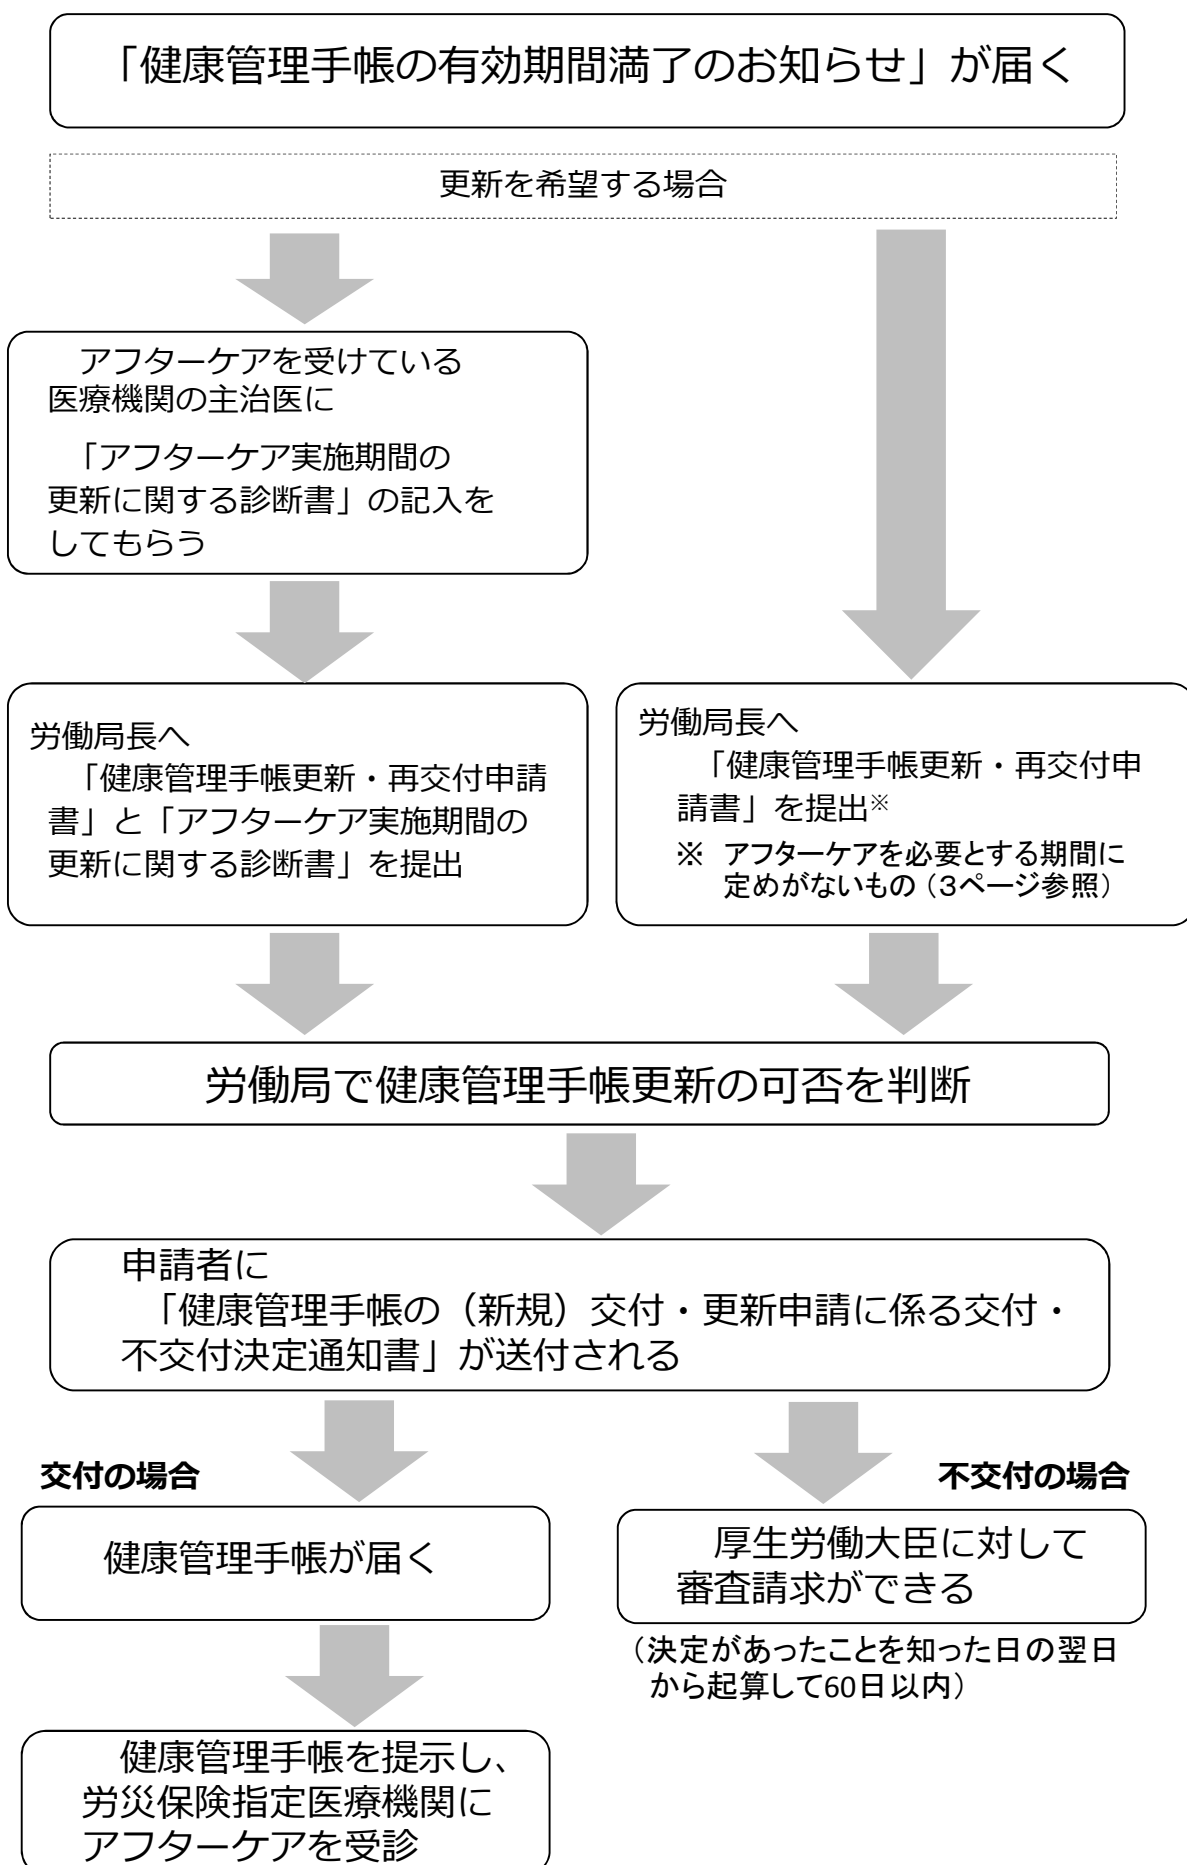 「健康管理手帳の有効期間満了のお知らせ」が届く
更新を希望する場合
アフターケアを受けている
医療機関の主治医に
「アフターケア実施期間の
更新に関する診断書」の記入を
してもらう
労働局長へ
「健康管理手帳更新・再交付申請
書」と「アフターケア実施期間の
更新に関する診断書」を提出
労働局長へ
「健康管理手帳更新・再交付申
請書」を提出※
※ アフターケアを必要とする期間に
定めがないもの（3ページ参照）
労働局で健康管理手帳更新の可否を判断
申請者に
「健康管理手帳の（新規）交付・更新申請に係る交付・
不交付決定通知書」が送付される
交付の場合
不交付の場合
健康管理手帳が届く
厚生労働大臣に対して
審査請求ができる
（決定があったことを知った日の翌日
から起算して60日以内）
健康管理手帳を提示し、
労災保険指定医療機関に
アフターケアを受診